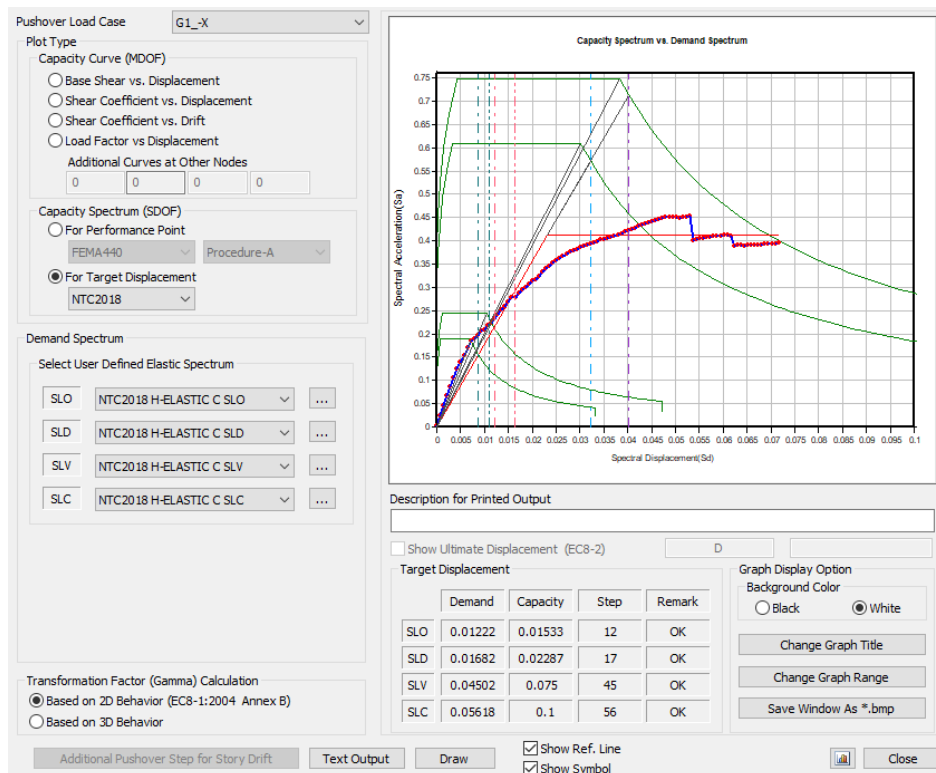 Pushover Load Case
G1_-X
Plot Type
Capacity Curve (MDOF)
Base Shear vs. Displacement
Shear Coefficient vs. Displacement
Shear Coefficient vs. Drift
Load Factor vs Displacement
Additional Curves at Other Nodes
0 0 0 0
Capacity Spectrum (SDOF)
For Performance Point
FEMA440 Procedure-A
For Target Displacement
NTC2018
Demand Spectrum
Select User Defined Elastic Spectrum
SLO NTC2018 H-ELASTIC C SLO ...
SLD NTC2018 H-ELASTIC C SLD ...
SLV NTC2018 H-ELASTIC C SLV ...
SLC NTC2018 H-ELASTIC C SLC ...
Transformation Factor (Gamma) Calculation
Based on 2D Behavior (EC8-1:2004 Annex B)
Based on 3D Behavior
Capacity Spectrum vs. Demand Spectrum
Spectral Acceleration(Sa)
0.75
0.7
0.65
0.6
0.55
0.5
0.45
0.4
0.35
0.3
0.25
0.2
0.15
0.1
0.05
0
0 0.005 0.01 0.015 0.02 0.025 0.03 0.035 0.04 0.045 0.05 0.055 0.06 0.065 0.07 0.075 0.08 0.085 0.09 0.095 0.1
Spectral Displacement(Sd)
Description for Printed Output
Show Ultimate Displacement (EC8-2)
D
Target Displacement
Demand Capacity Step Remark
SLO 0.01222 0.01533 12 OK
SLD 0.01682 0.02287 17 OK
SLV 0.04502 0.075 45 OK
SLC 0.05618 0.1 56 OK
Graph Display Option
Background Color
Black White
Change Graph Title
Change Graph Range
Save Window As *.bmp
Additional Pushover Step for Story Drift
Text Output
Draw
Show Ref. Line
Show Symbol
Close